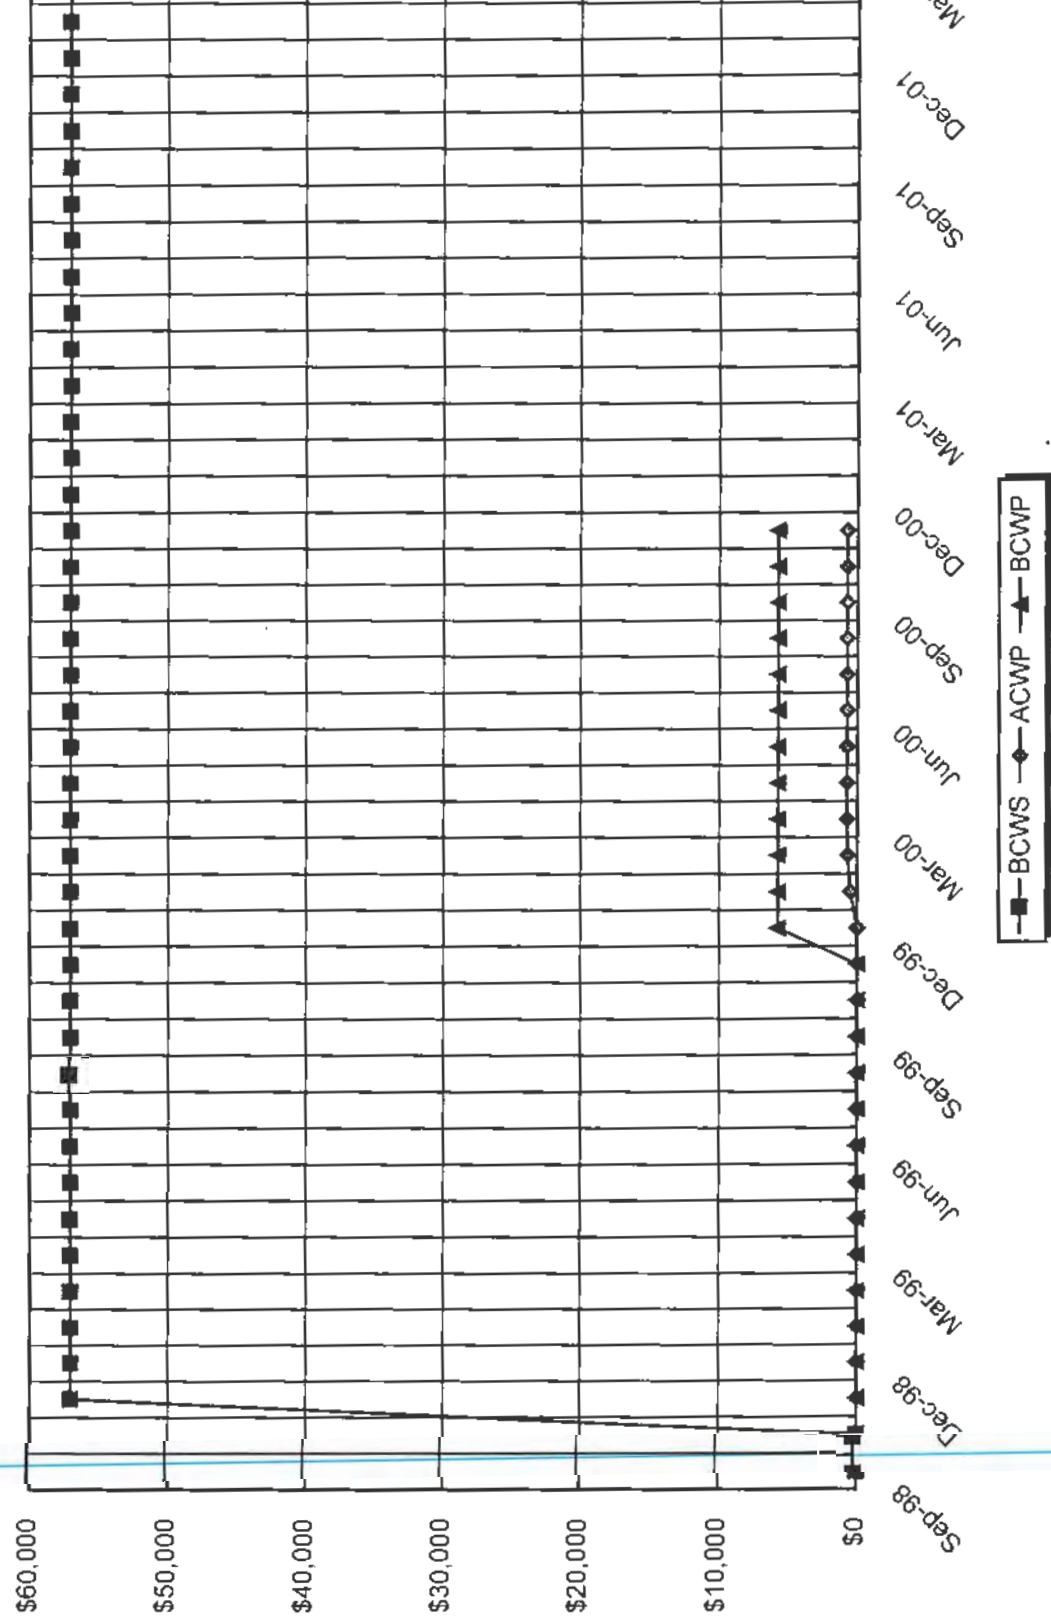 $60,000
$50,000
$40,000
$30,000
$20,000
$10,000
$0
Sep-98
Dec-98
Mar-99
Jun-99
Sep-99
Dec-99
Mar-00
Jun-00
Sep-00
Dec-00
Mar-01
Jun-01
Sep-01
Dec-01
BCWS ACWP BCWP